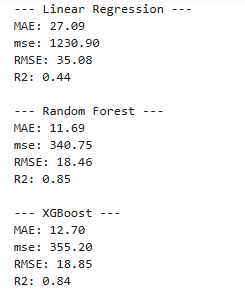 --- Linear Regression ---
MAE: 27.09
mse: 1230.90
RMSE: 35.08
R2: 0.44
--- Random Forest ---
MAE: 11.69
mse: 340.75
RMSE: 18.46
R2: 0.85
--- XGBoost ---
MAE: 12.70
mse: 355.20
RMSE: 18.85
R2: 0.84